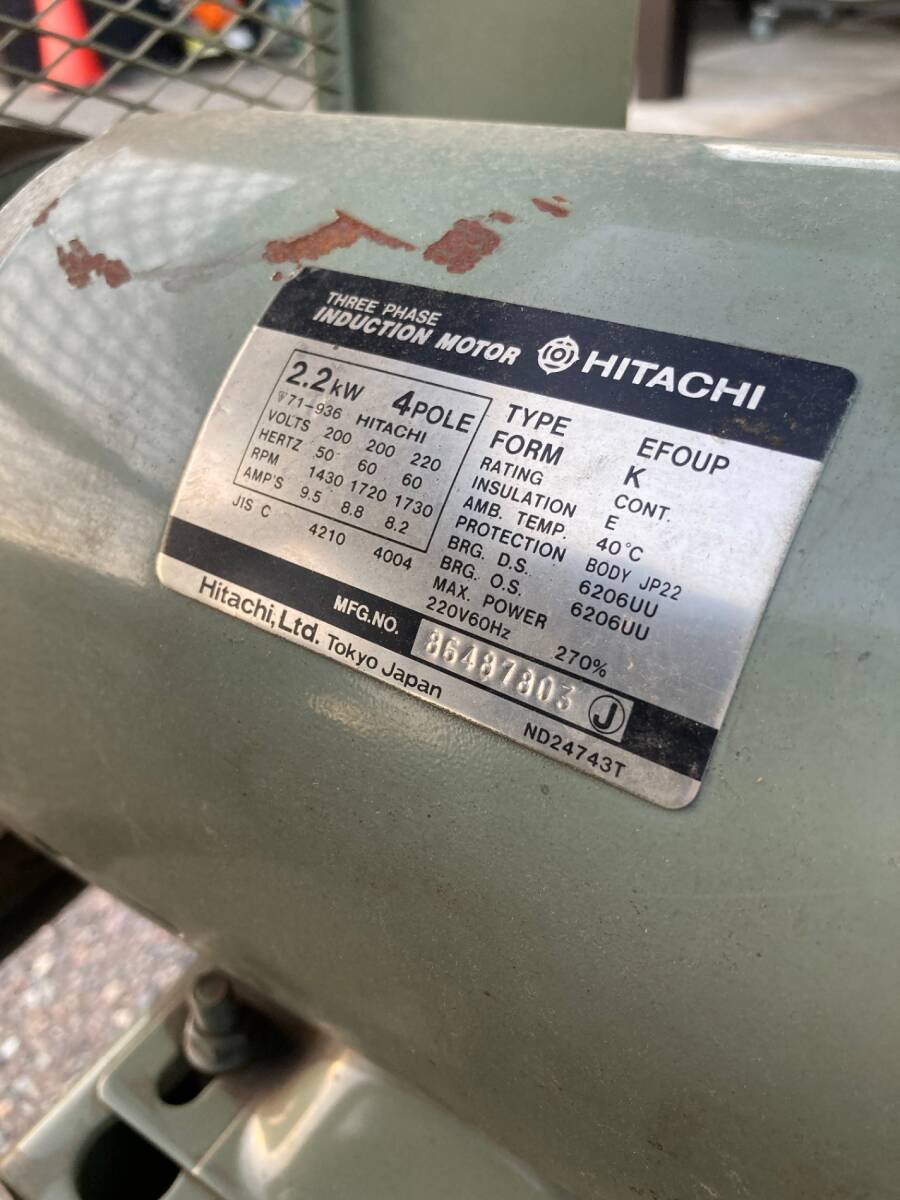 THREE PHASE
INDUCTION MOTOR HITACHI
2.2kW 4POLE
71-936 HITACHI
VOLTS 200 200 220
HERTZ 50 60 60
RPM 1430 1720 1730
AMP'S 9.5 8.8 8.2
JIS C 4210 4004
TYPE EFOUP
FORM K
RATING CONT.
INSULATION E
AMB. TEMP. 40°C
PROTECTION BODY JP22
BRG. D.S. 6206UU
BRG. O.S. 6206UU
MAX. POWER
220V60Hz 270%
MFG.NO. 86487803 J
Hitachi, Ltd. Tokyo Japan
ND24743T